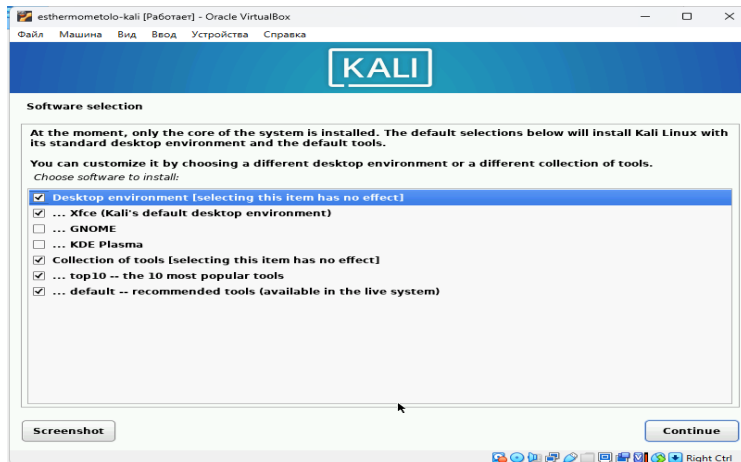 esthermometolo-kali [Работает] - Oracle VirtualBox
Файл Машина Вид Ввод Устройства Справка
KALI
Software selection
At the moment, only the core of the system is installed. The default selections below will install Kali Linux with
its standard desktop environment and the default tools.
You can customize it by choosing a different desktop environment or a different collection of tools.
Choose software to install:
Desktop environment [selecting this item has no effect]
... Xfce (Kali's default desktop environment)
... GNOME
... KDE Plasma
Collection of tools [selecting this item has no effect]
... top10 -- the 10 most popular tools
... default -- recommended tools (available in the live system)
Screenshot
Continue
Right Ctrl